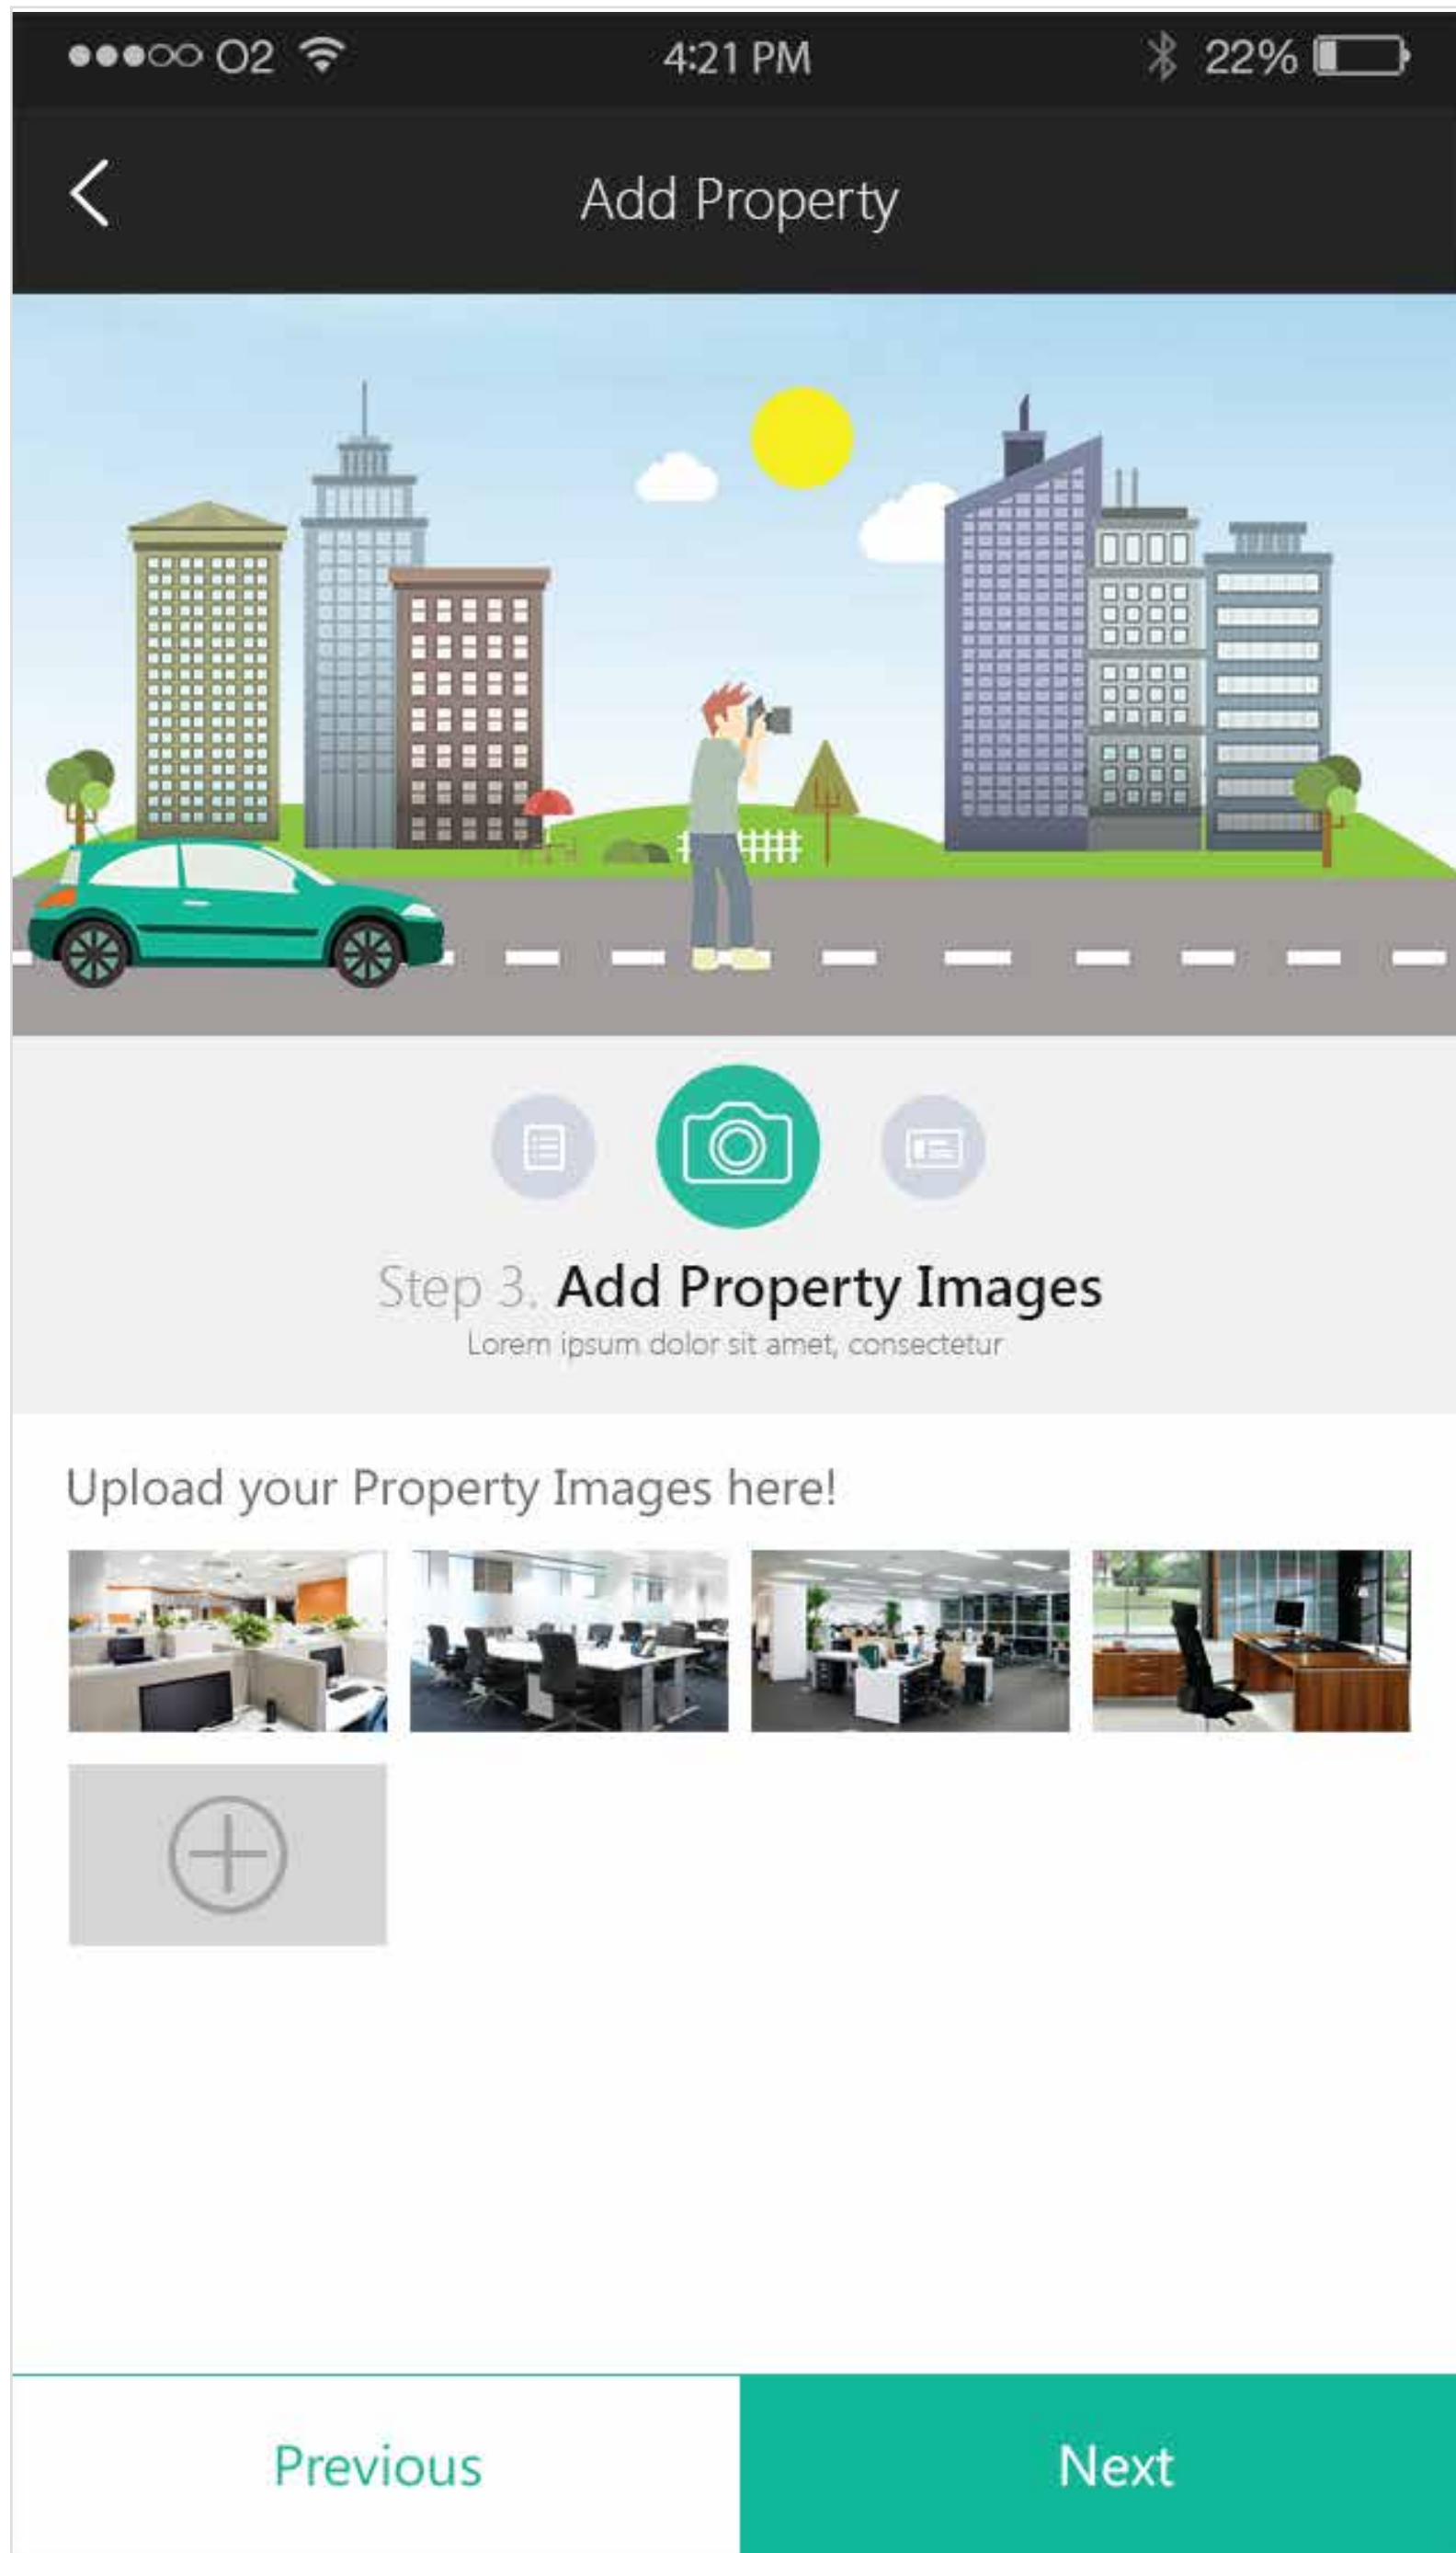 O2 4:21 PM 22%
Add Property
Step 3. Add Property Images
Lorem ipsum dolor sit amet, consectetur
Upload your Property Images here!
Previous Next